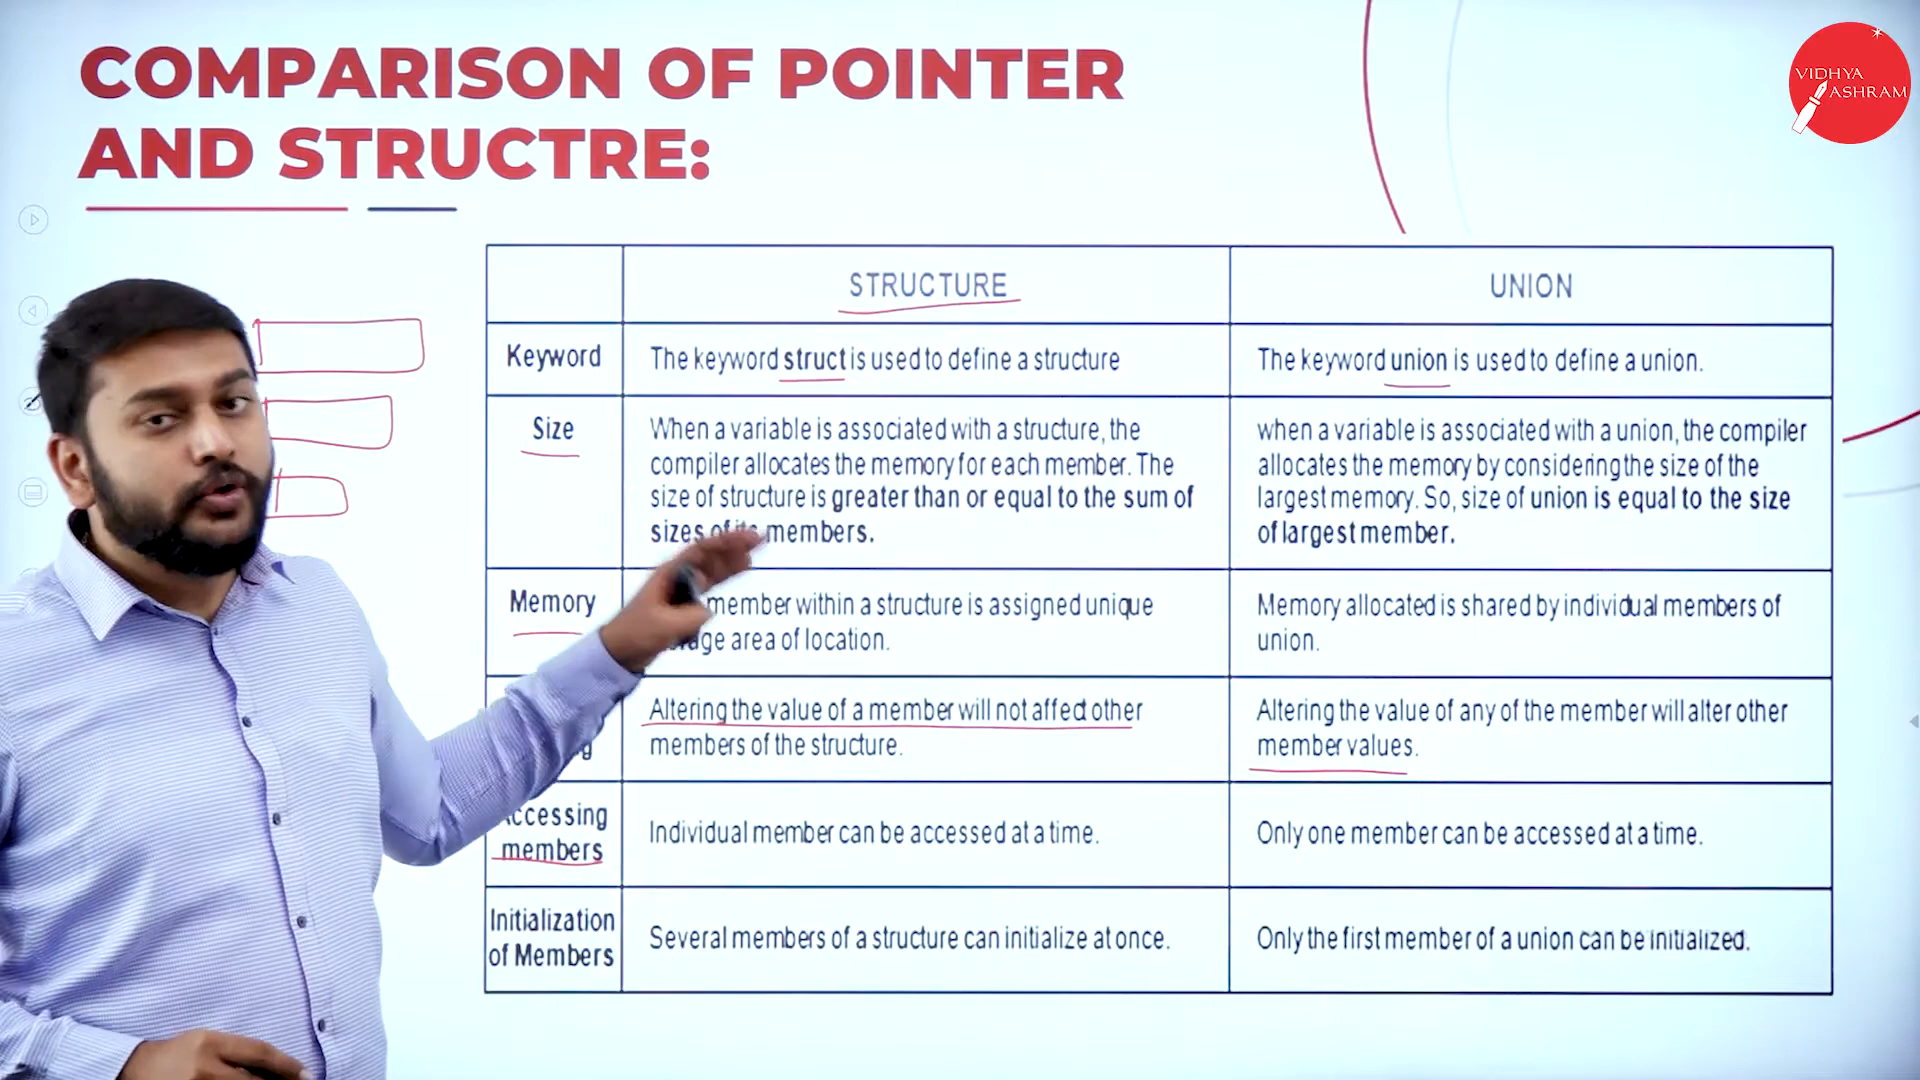 COMPARISON OF POINTER
AND STRUCTRE:
VIDHYA
ASHRAM
STRUCTURE
UNION
Keyword
The keyword struct is used to define a structure
The keyword union is used to define a union.
Size
When a variable is associated with a structure, the
compiler allocates the memory for each member. The
size of structure is greater than or equal to the sum of
sizes of its members.
when a variable is associated with a union, the compiler
allocates the memory by considering the size of the
largest memory. So, size of union is equal to the size
of largest member.
Memory
member within a structure is assigned unique
area of location.
Memory allocated is shared by individual members of
union.
Altering the value of a member will not affect other
members of the structure.
Altering the value of any of the member will alter other
member values.
Accessing
members
Individual member can be accessed at a time.
Only one member can be accessed at a time.
Initialization
of Members
Several members of a structure can initialize at once.
Only the first member of a union can be initialized.